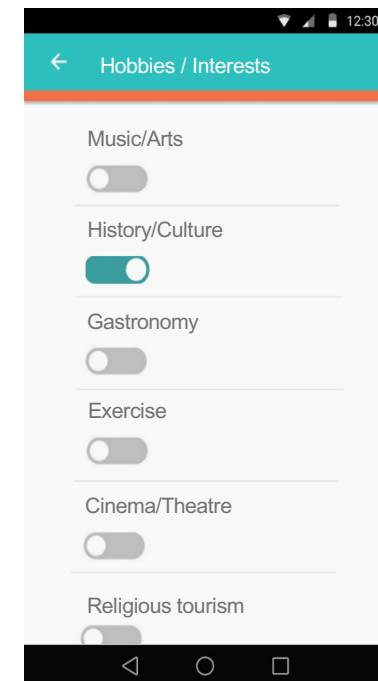 12:30
Hobbies / Interests
Music/Arts
History/Culture
Gastronomy
Exercise
Cinema/Theatre
Religious tourism